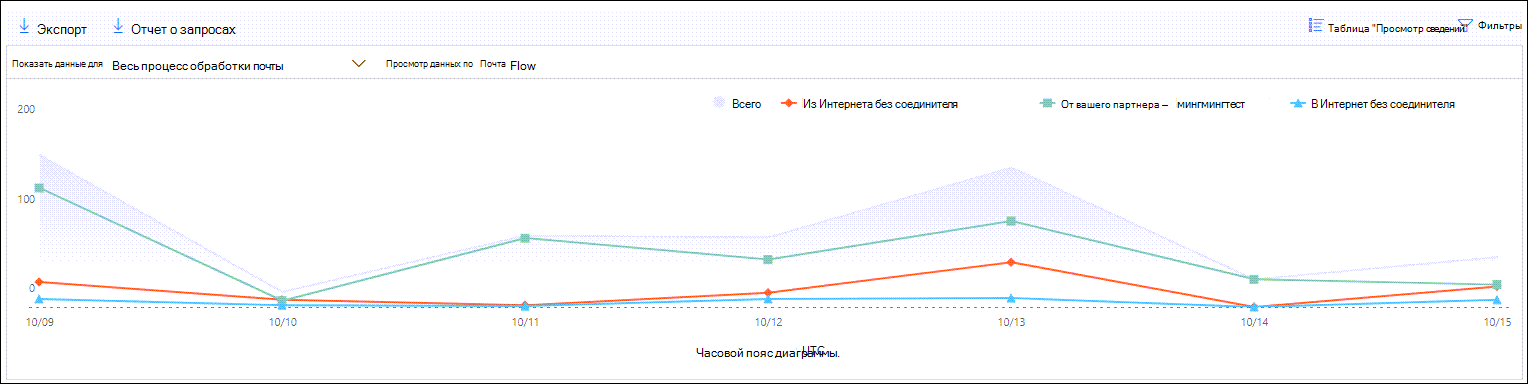 Экспорт Отчет о запросах Таблица "Просмотр сведений" Фильтры
Показать данные для Весь процесс обработки почты Просмотр данных по Почта Flow
Всего Из Интернета без соединителя От вашего партнера – мингмингтест В Интернет без соединителя
200
100
0
10/09 10/10 10/11 10/12 10/13 10/14 10/15
Часовой пояс диаграммы. UTC